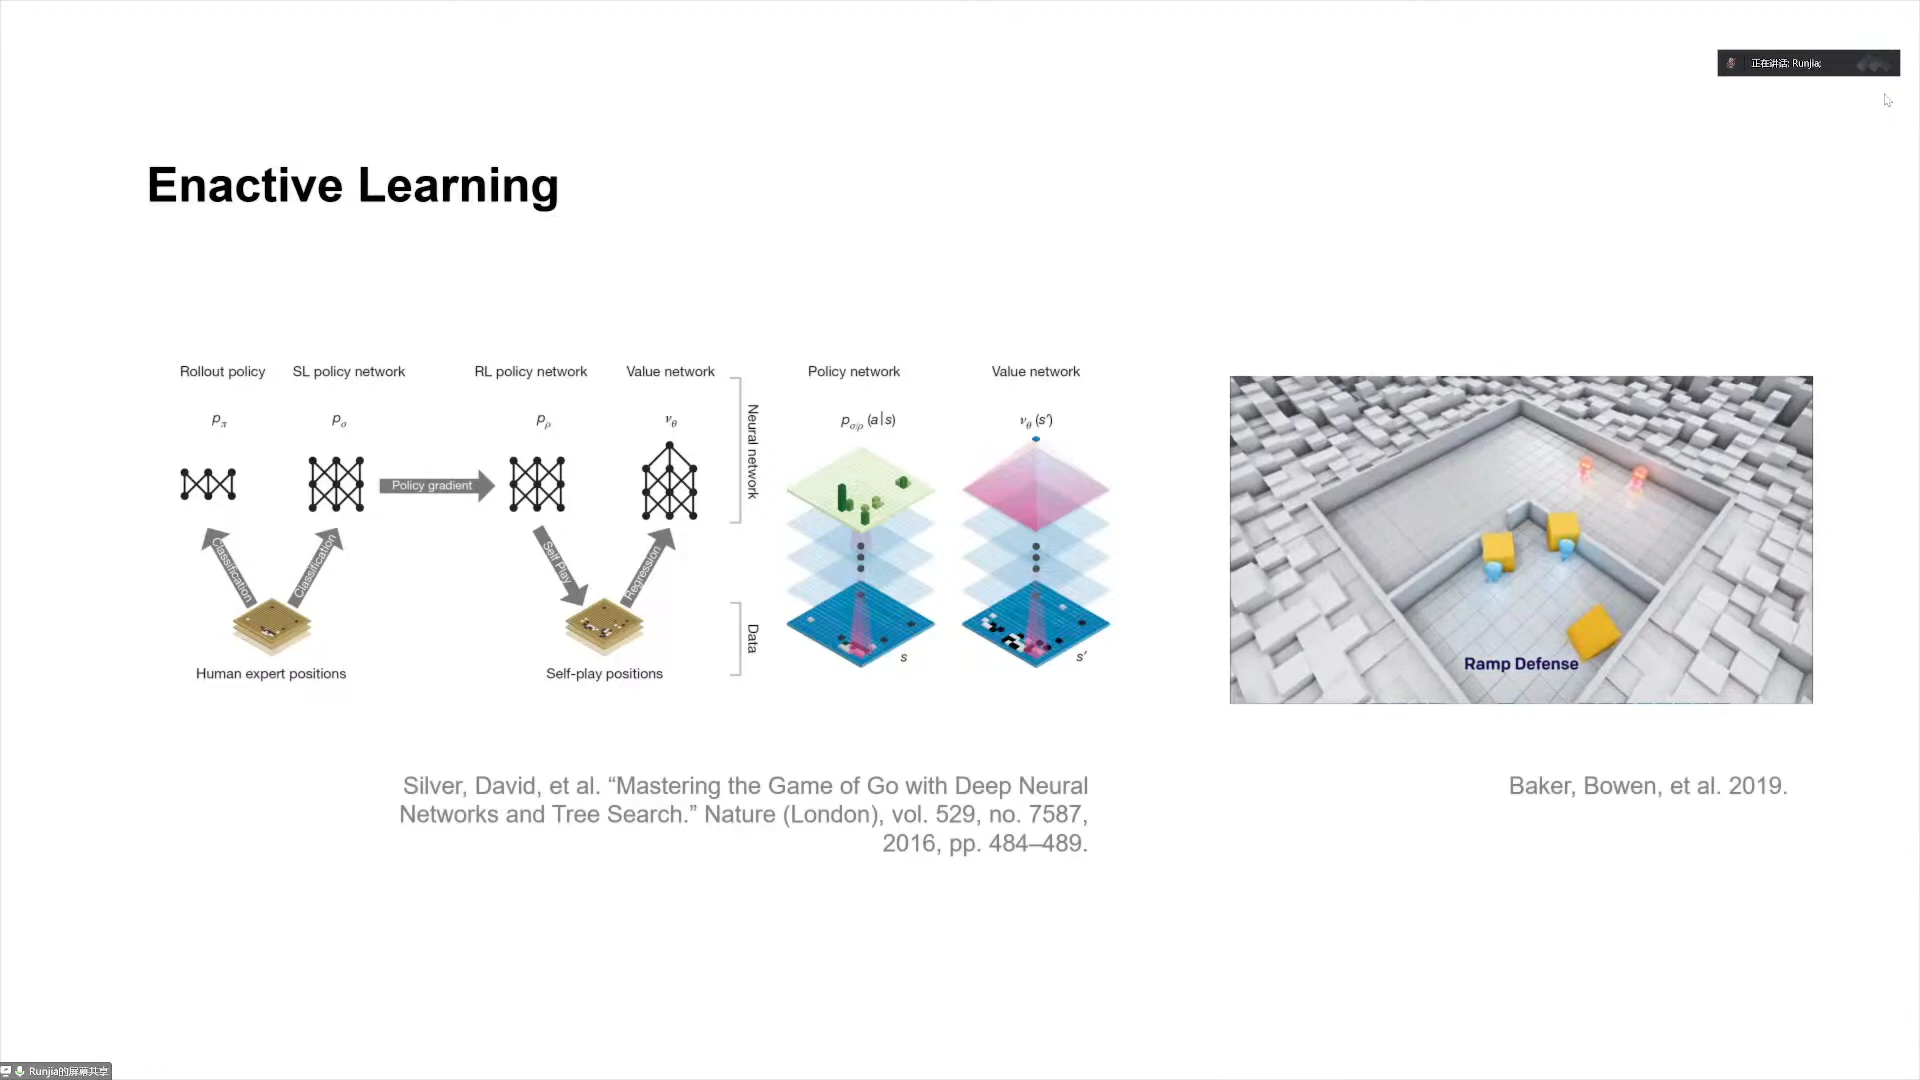 正在讲话: Runjia;
Enactive Learning
Rollout policy
SL policy network
RL policy network
Value network
Policy network
Value network
pπ
pσ
pρ
νθ
pσ/ρ (a|s)
νθ (s′)
Neural network
Policy gradient
Classification
Classification
Self Play
Regression
Data
s
s′
Human expert positions
Self-play positions
Ramp Defense
Silver, David, et al. “Mastering the Game of Go with Deep Neural
Networks and Tree Search.” Nature (London), vol. 529, no. 7587,
2016, pp. 484–489.
Baker, Bowen, et al. 2019.
Runjia的屏幕共享